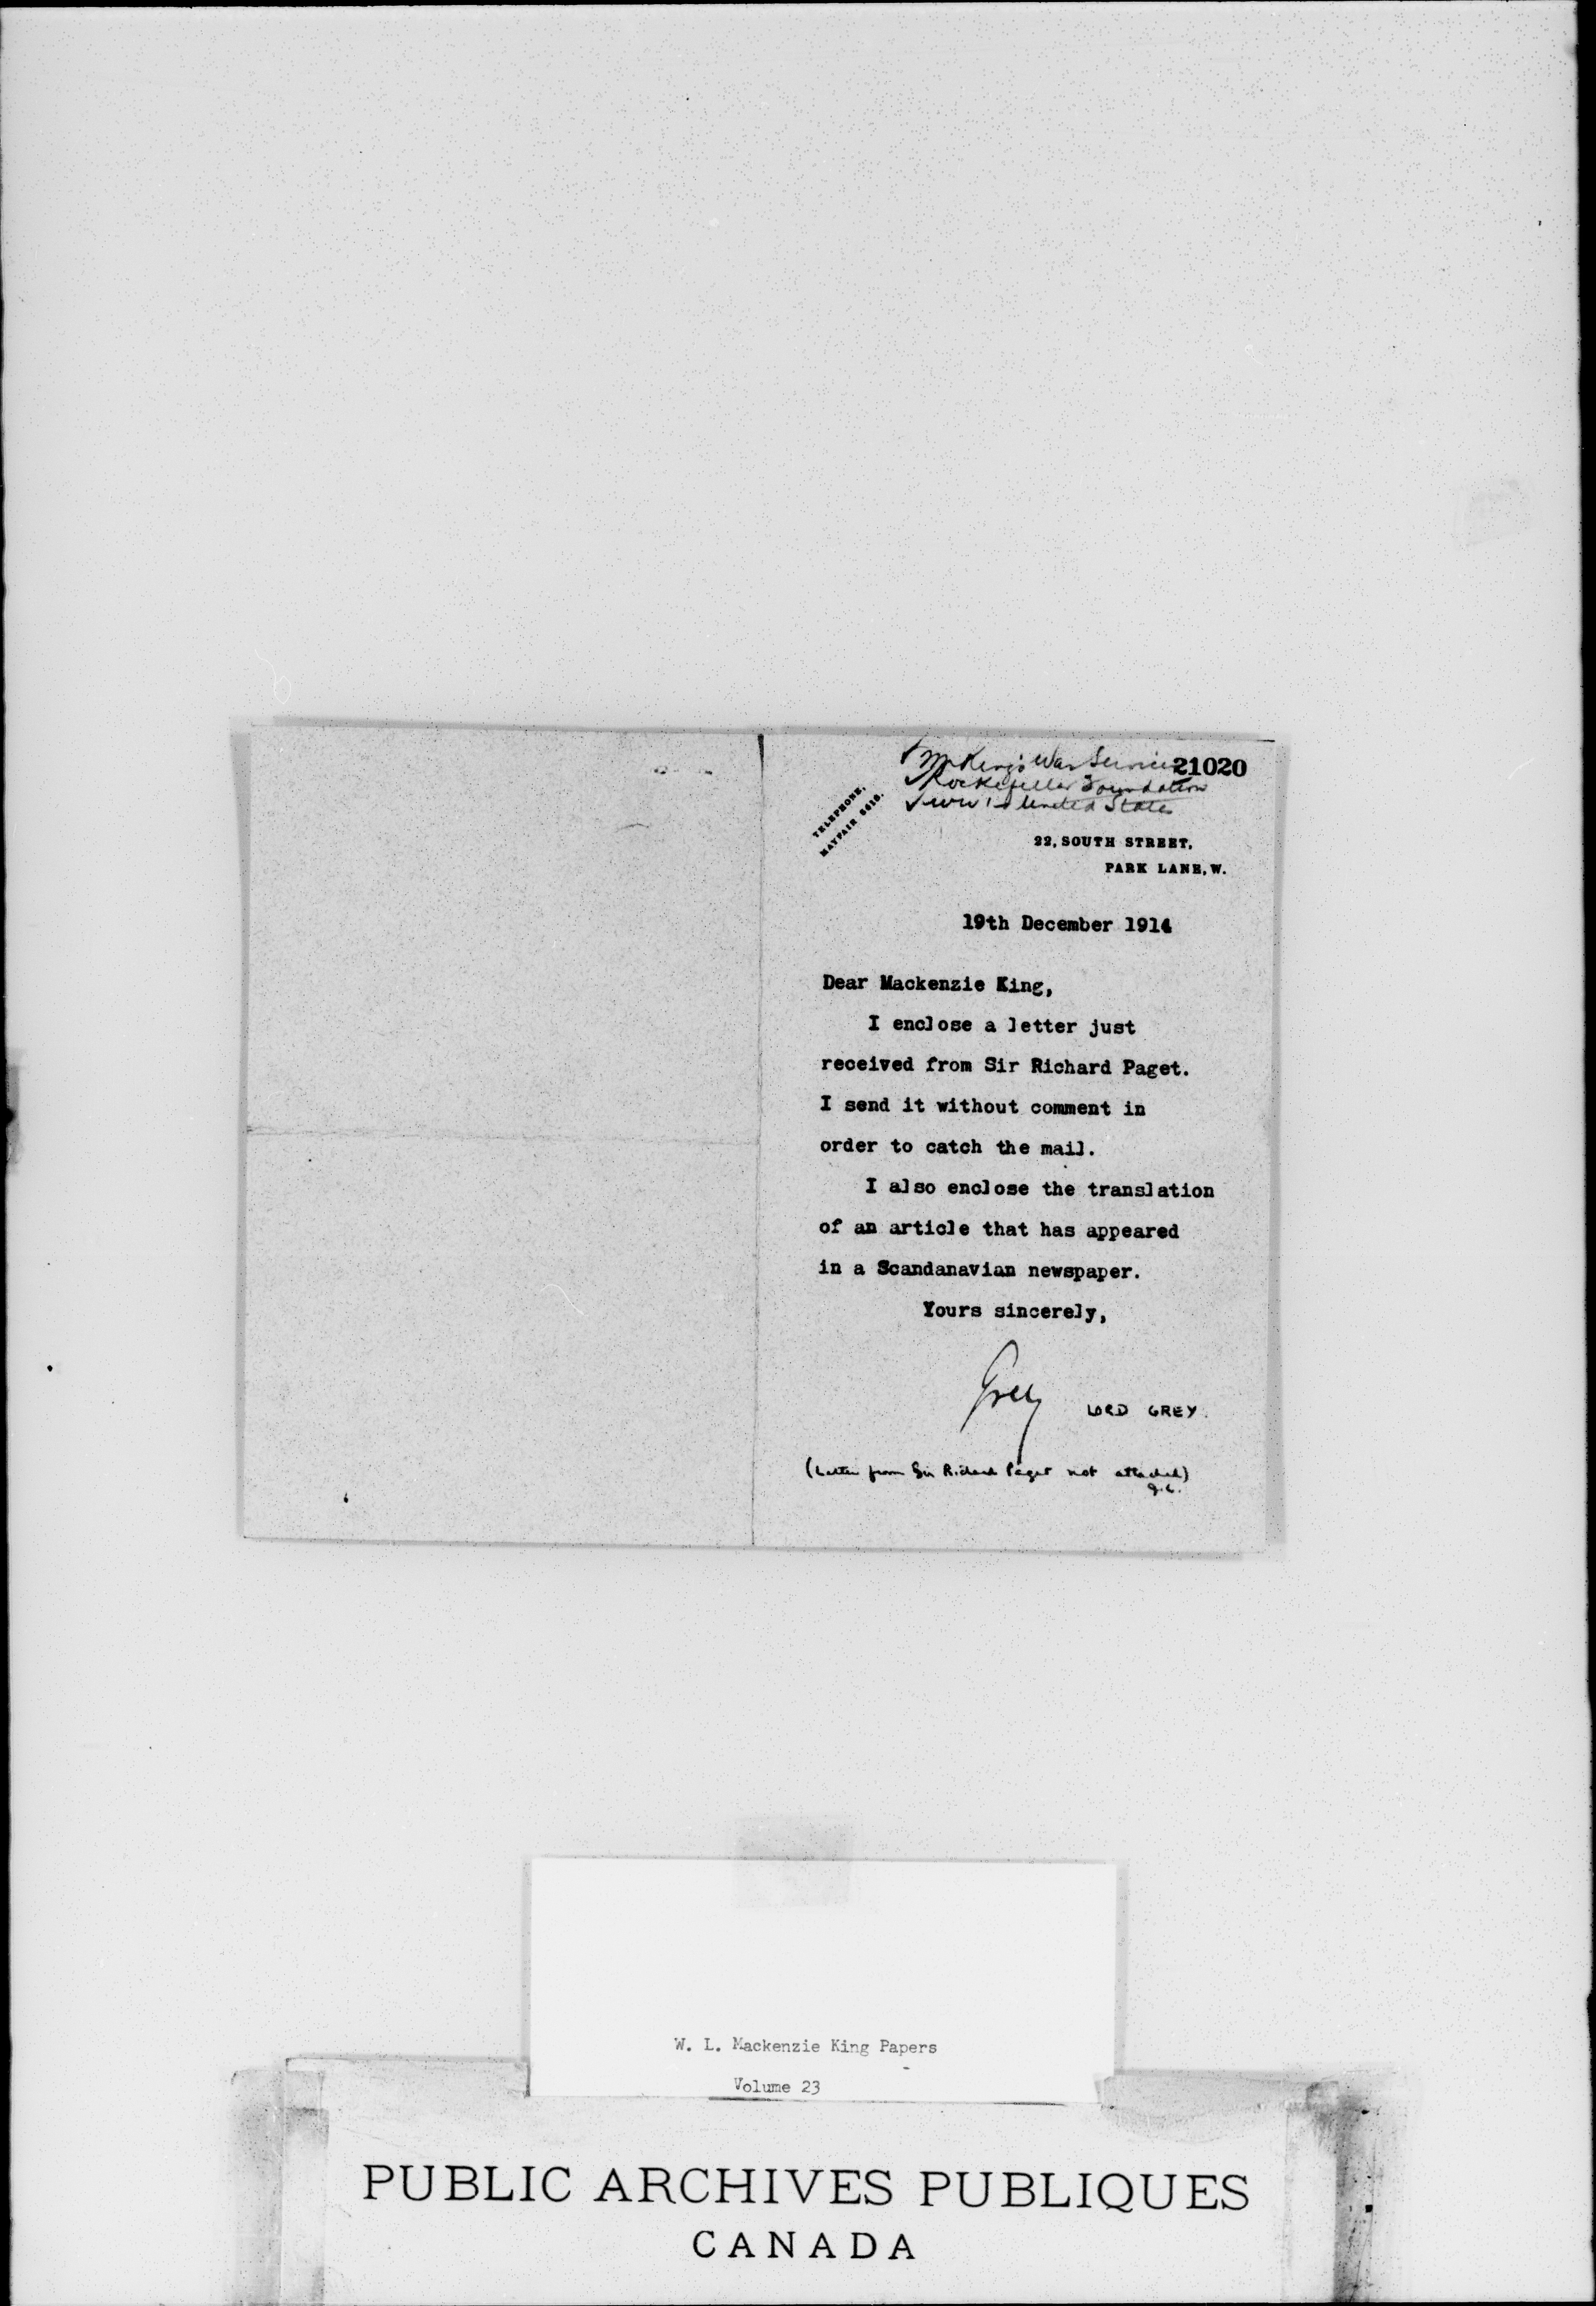 Mr King's War Services 21020
Rockefeller Foundation
WW 1 - United States
TELEPHONE,
MAYFAIR 5610.
22, SOUTH STREET,
PARK LANE, W.
19th December 1914
Dear Mackenzie King,
I enclose a letter just
received from Sir Richard Paget.
I send it without comment in
order to catch the mail.
I also enclose the translation
of an article that has appeared
in a Scandanavian newspaper.
Yours sincerely,
Grey LORD GREY.
(Letter from Sir Richard Paget not attached)
W. L. Mackenzie King Papers
Volume 23
PUBLIC ARCHIVES PUBLIQUES
CANADA